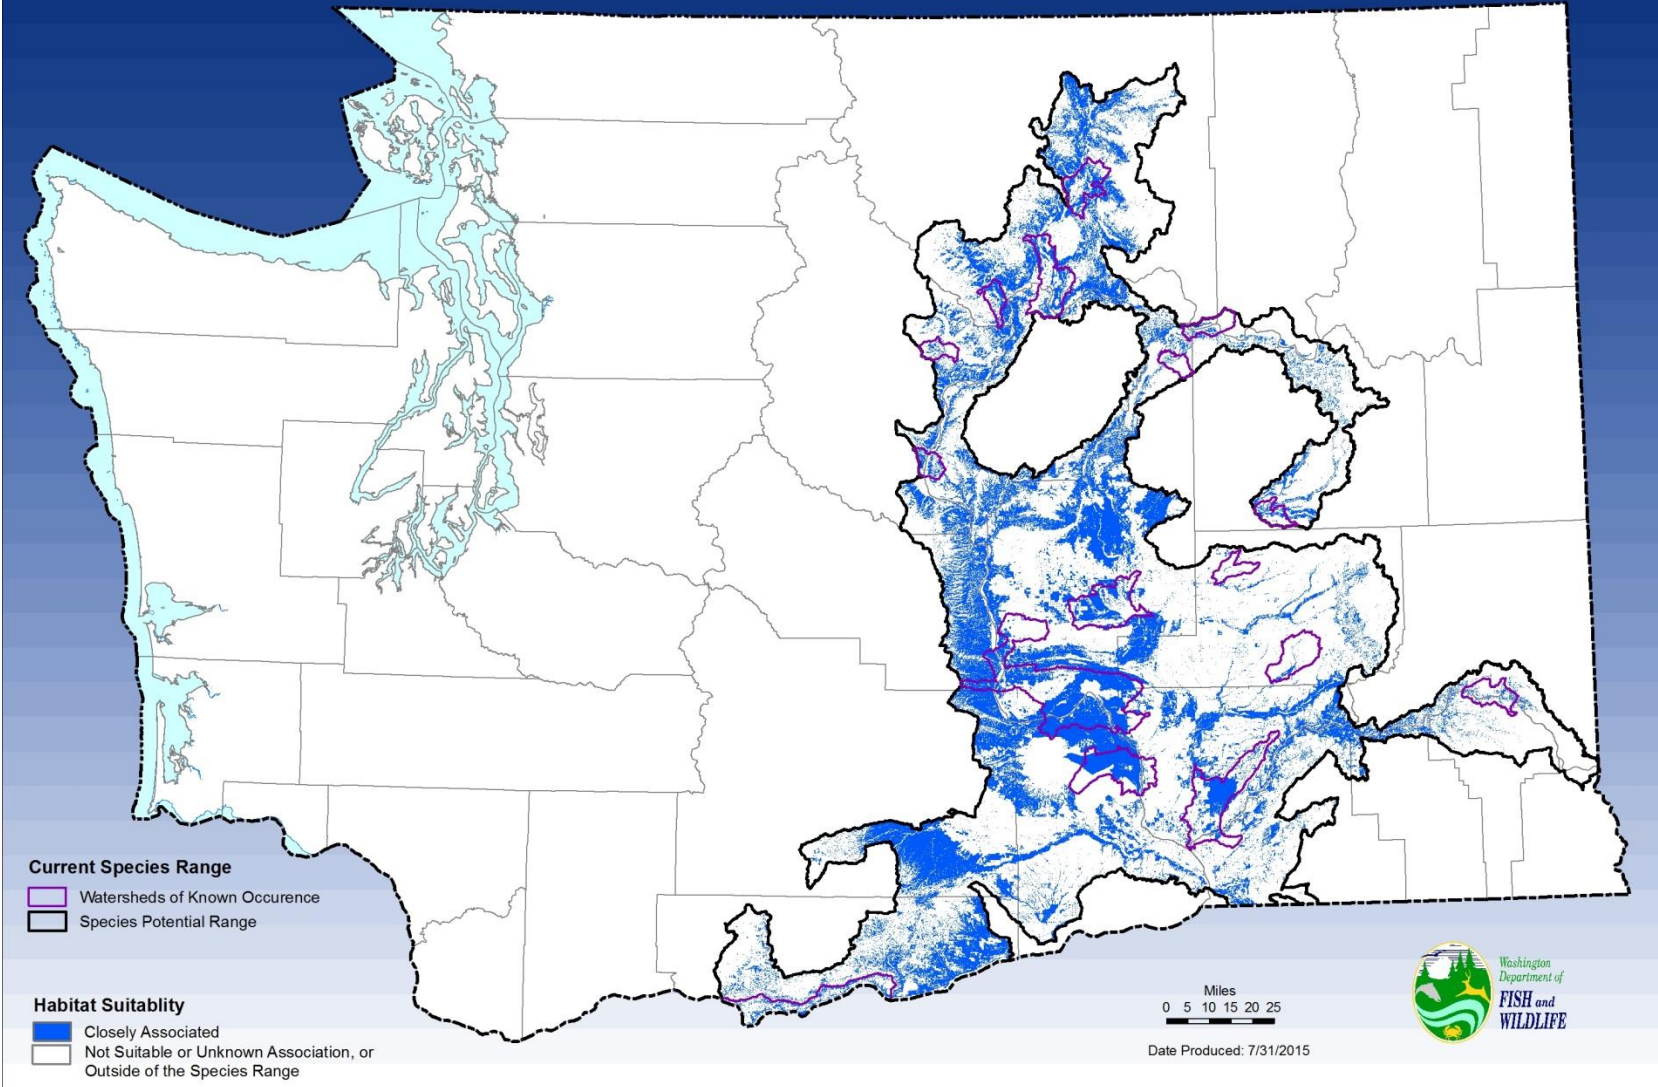 Current Species Range
Watersheds of Known Occurence
Species Potential Range
Habitat Suitablity
Closely Associated
Not Suitable or Unknown Association, or
Outside of the Species Range
Miles
0 5 10 15 20 25
Date Produced: 7/31/2015
Washington
Department of
FISH and
WILDLIFE